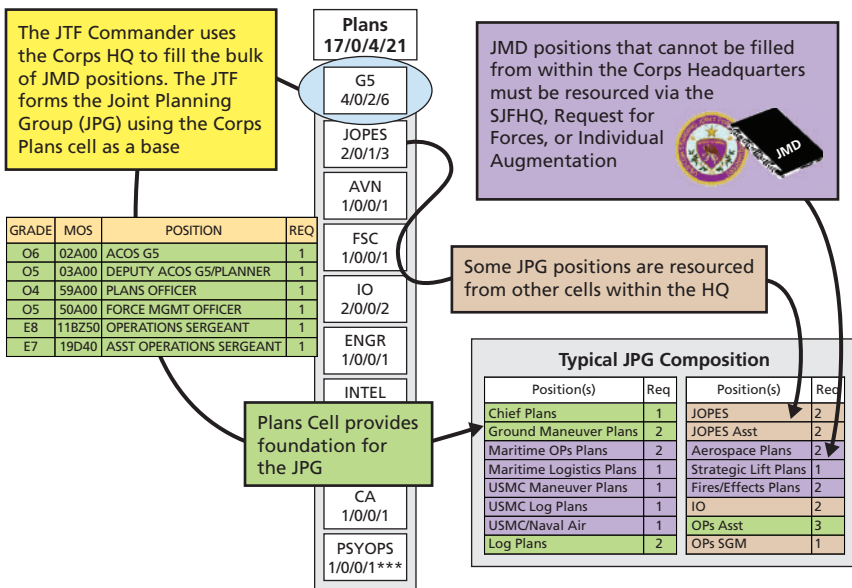 The JTF Commander uses
the Corps HQ to fill the bulk
of JMD positions. The JTF
forms the Joint Planning
Group (JPG) using the Corps
Plans cell as a base
Plans
17/0/4/21
G5
4/0/2/6
JOPES
2/0/1/3
AVN
1/0/0/1
FSC
1/0/0/1
IO
2/0/0/2
ENGR
1/0/0/1
INTEL
CA
1/0/0/1
PSYOPS
1/0/0/1***
JMD positions that cannot be filled
from within the Corps Headquarters
must be resourced via the
SJFHQ, Request for
Forces, or Individual
Augmentation
JMD
GRADE MOS POSITION REQ
O6 02A00 ACOS G5 1
O5 03A00 DEPUTY ACOS G5/PLANNER 1
O4 59A00 PLANS OFFICER 1
O5 50A00 FORCE MGMT OFFICER 1
E8 11BZ50 OPERATIONS SERGEANT 1
E7 19D40 ASST OPERATIONS SERGEANT 1
Some JPG positions are resourced
from other cells within the HQ
Plans Cell provides
foundation for
the JPG
Typical JPG Composition
Position(s) Req Position(s) Req
Chief Plans 1 JOPES 2
Ground Maneuver Plans 2 JOPES Asst 2
Maritime OPs Plans 2 Aerospace Plans 2
Maritime Logistics Plans 1 Strategic Lift Plans 1
USMC Maneuver Plans 1 Fires/Effects Plans 2
USMC Log Plans 1 IO 2
USMC/Naval Air 1 OPs Asst 3
Log Plans 2 OPs SGM 1